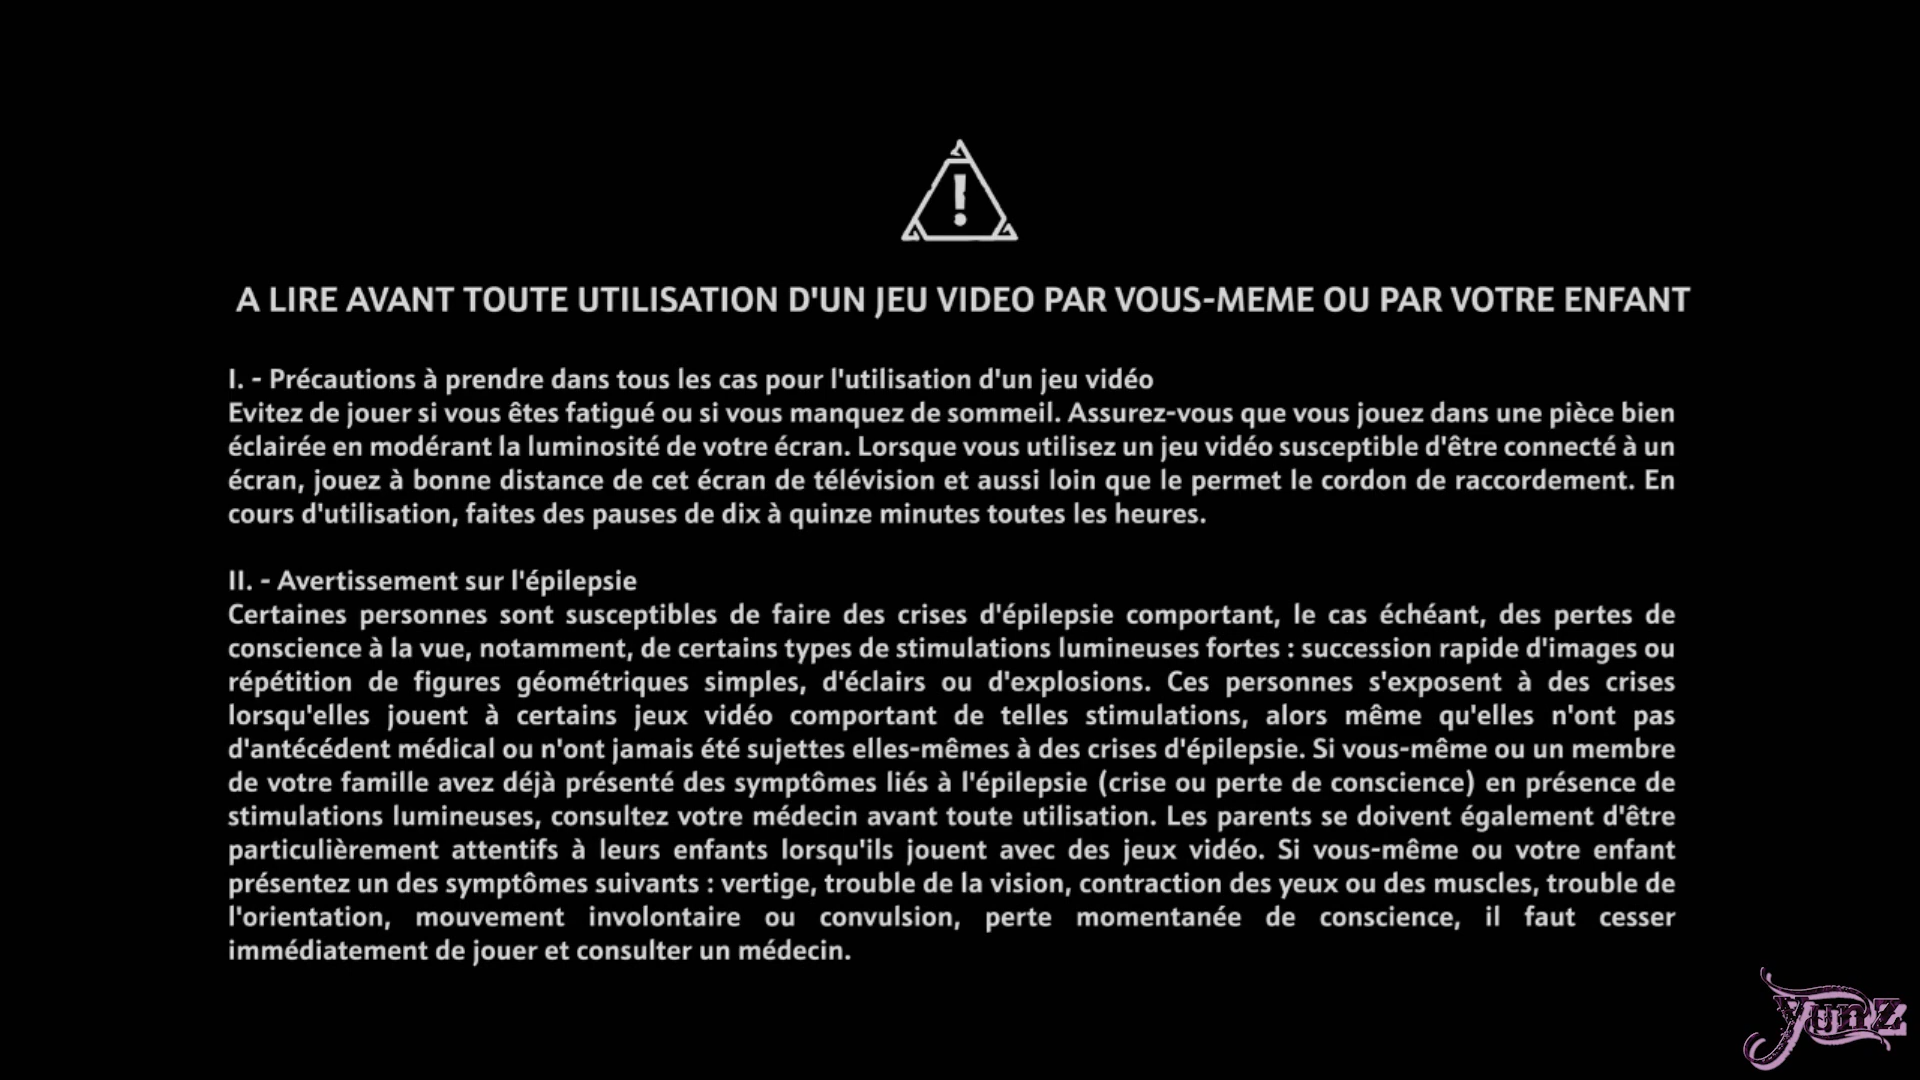 !
A LIRE AVANT TOUTE UTILISATION D'UN JEU VIDEO PAR VOUS-MEME OU PAR VOTRE ENFANT
I. - Précautions à prendre dans tous les cas pour l'utilisation d'un jeu vidéo
Evitez de jouer si vous êtes fatigué ou si vous manquez de sommeil. Assurez-vous que vous jouez dans une pièce bien
éclairée en modérant la luminosité de votre écran. Lorsque vous utilisez un jeu vidéo susceptible d'être connecté à un
écran, jouez à bonne distance de cet écran de télévision et aussi loin que le permet le cordon de raccordement. En
cours d'utilisation, faites des pauses de dix à quinze minutes toutes les heures.
II. - Avertissement sur l'épilepsie
Certaines personnes sont susceptibles de faire des crises d'épilepsie comportant, le cas échéant, des pertes de
conscience à la vue, notamment, de certains types de stimulations lumineuses fortes : succession rapide d'images ou
répétition de figures géométriques simples, d'éclairs ou d'explosions. Ces personnes s'exposent à des crises
lorsqu'elles jouent à certains jeux vidéo comportant de telles stimulations, alors même qu'elles n'ont pas
d'antécédent médical ou n'ont jamais été sujettes elles-mêmes à des crises d'épilepsie. Si vous-même ou un membre
de votre famille avez déjà présenté des symptômes liés à l'épilepsie (crise ou perte de conscience) en présence de
stimulations lumineuses, consultez votre médecin avant toute utilisation. Les parents se doivent également d'être
particulièrement attentifs à leurs enfants lorsqu'ils jouent avec des jeux vidéo. Si vous-même ou votre enfant
présentez un des symptômes suivants : vertige, trouble de la vision, contraction des yeux ou des muscles, trouble de
l'orientation, mouvement involontaire ou convulsion, perte momentanée de conscience, il faut cesser
immédiatement de jouer et consulter un médecin.
YunZ